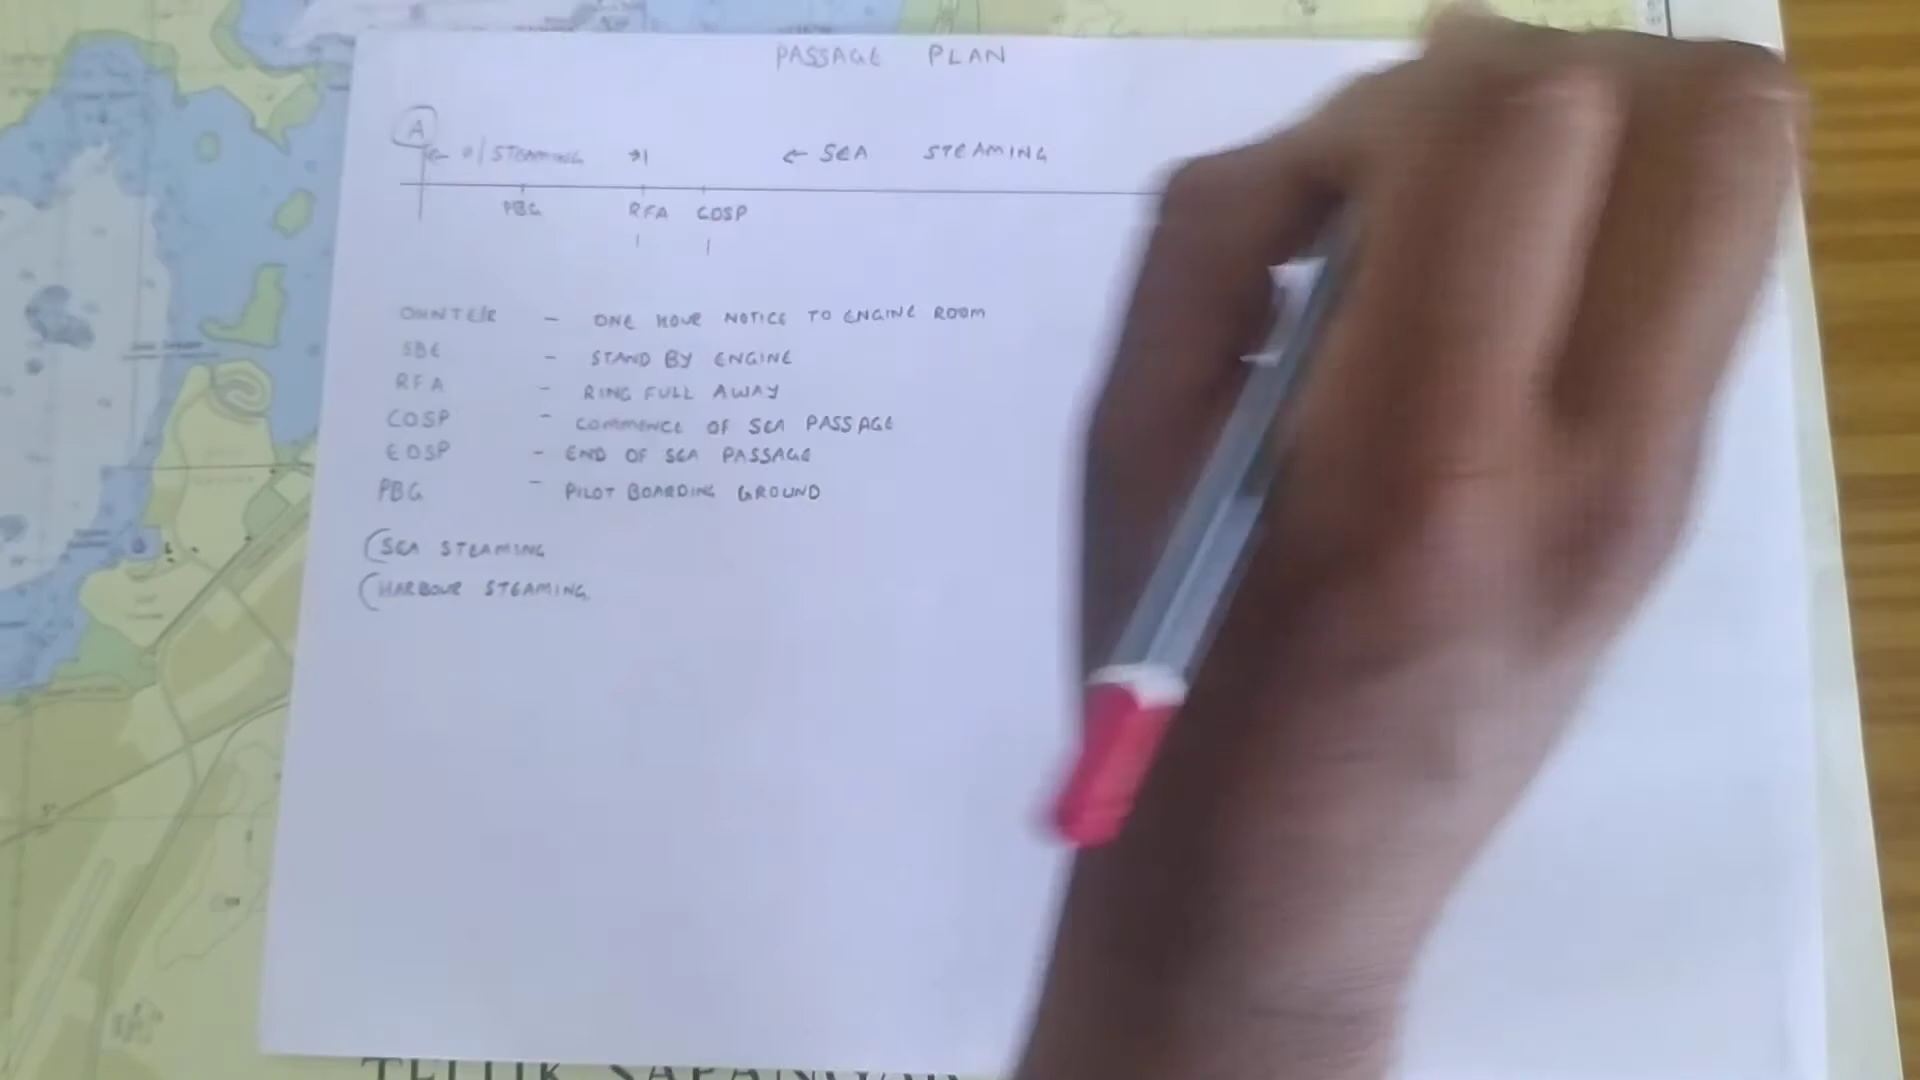 PASSAGE PLAN
A
← H/STEAMING →|
← SEA STEAMING
PBG RFA COSP
OHNTE/R - ONE HOUR NOTICE TO ENGINE ROOM
SBE - STAND BY ENGINE
RFA - RING FULL AWAY
COSP - COMMENCE OF SEA PASSAGE
EOSP - END OF SEA PASSAGE
PBG - PILOT BOARDING GROUND
(SEA STEAMING
(HARBOUR STEAMING
TELUK SAPANGAR